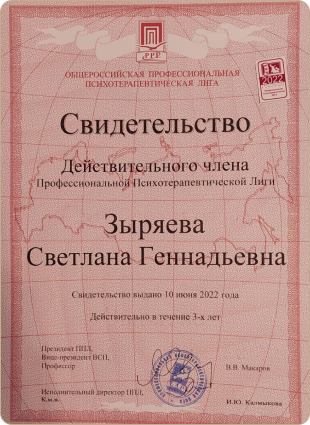 РРР
ОБЩЕРОССИЙСКАЯ ПРОФЕССИОНАЛЬНАЯ
ПСИХОТЕРАПЕВТИЧЕСКАЯ ЛИГА
2022
Свидетельство
Действительного члена
Профессиональной Психотерапевтической Лиги
Зыряева
Светлана Геннадьевна
Свидетельство выдано 10 июня 2022 года
Действительно в течение 3-х лет
Президент ППЛ,
Вице-президент ВСП,
Профессор
В.В. Макаров
Исполнительный директор ППЛ,
К.м.н.
И.Ю. Калмыкова